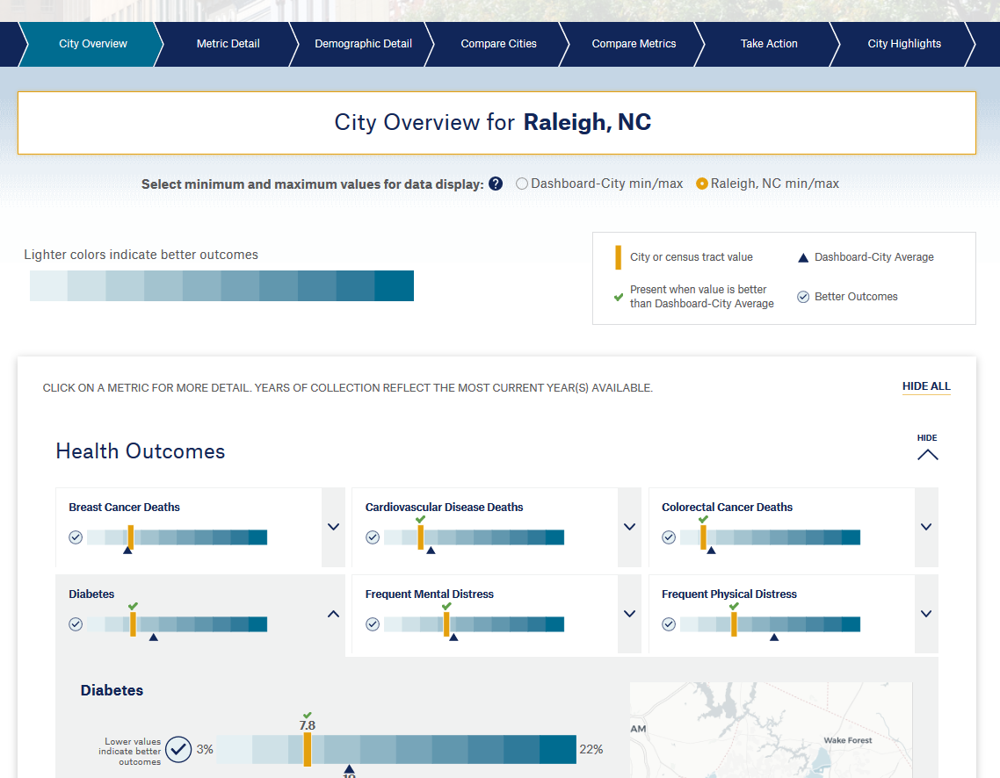 City Overview
Metric Detail
Demographic Detail
Compare Cities
Compare Metrics
Take Action
City Highlights
City Overview for Raleigh, NC
Select minimum and maximum values for data display: ? Dashboard-City min/max Raleigh, NC min/max
Lighter colors indicate better outcomes
City or census tract value
Dashboard-City Average
Present when value is better
than Dashboard-City Average
Better Outcomes
CLICK ON A METRIC FOR MORE DETAIL. YEARS OF COLLECTION REFLECT THE MOST CURRENT YEAR(S) AVAILABLE.
HIDE ALL
Health Outcomes
HIDE
Breast Cancer Deaths
Cardiovascular Disease Deaths
Colorectal Cancer Deaths
Diabetes
Frequent Mental Distress
Frequent Physical Distress
Diabetes
7.8
Lower values
indicate better
outcomes
3%
22%
AM
Wake Forest